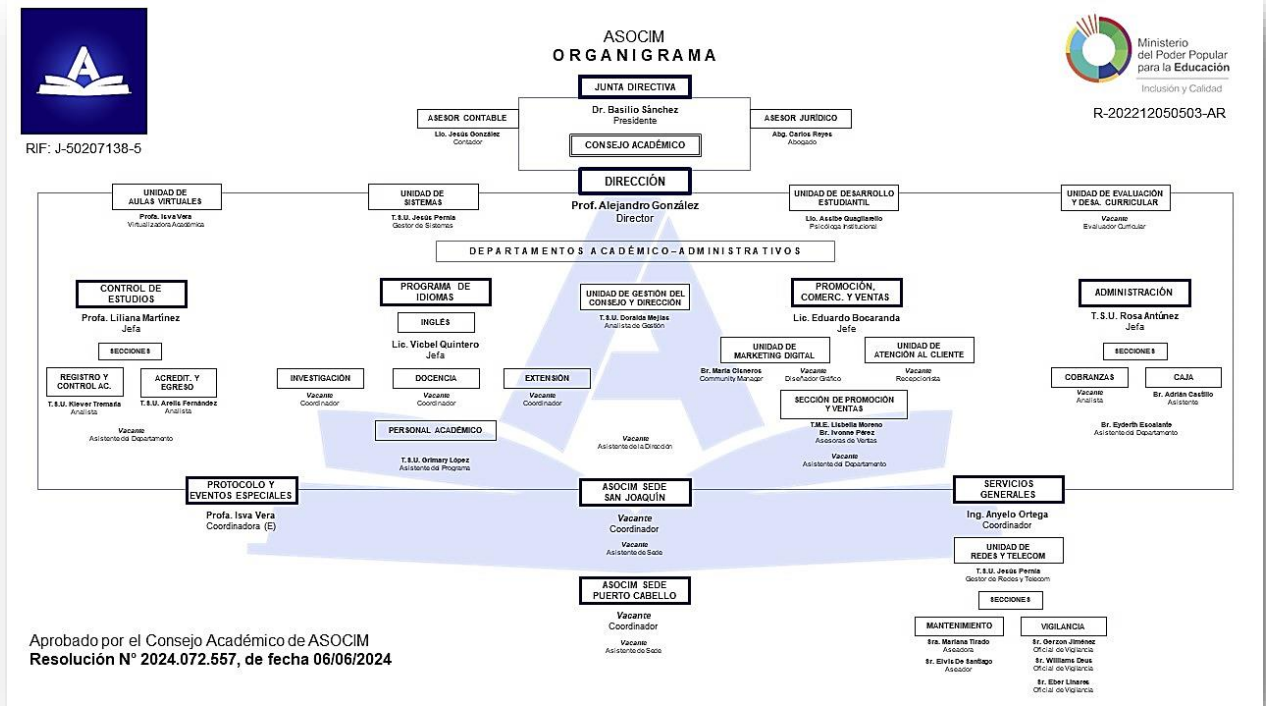 ASOCIM
ORGANIGRAMA
A
RIF: J-50207138-5
Ministerio
del Poder Popular
para la Educación
Inclusión y Calidad
R-202212050503-AR
JUNTA DIRECTIVA
Dr. Basilio Sánchez
Presidente
ASESOR CONTABLE
Lic. Jesús González
Contador
ASESOR JURÍDICO
Abg. Carlos Reyes
Abogado
CONSEJO ACADÉMICO
DIRECCIÓN
Prof. Alejandro González
Director
UNIDAD DE
AULAS VIRTUALES
Profa. Isva Vera
Virtualizadora Académica
UNIDAD DE
SISTEMAS
T.S.U. Jesús Pernía
Gestor de Sistemas
UNIDAD DE DESARROLLO
ESTUDIANTIL
Lic. Assibe Quagliarello
Psicóloga Institucional
UNIDAD DE EVALUACIÓN
Y DESA. CURRICULAR
Vacante
Evaluador Curricular
DEPARTAMENTOS ACADÉMICO–ADMINISTRATIVOS
CONTROL DE
ESTUDIOS
Profa. Liliana Martínez
Jefa
SECCIONES
REGISTRO Y
CONTROL AC.
T.S.U. Klever Tremaria
Analista
ACREDIT. Y
EGRESO
T.S.U. Arelis Fernández
Analista
Vacante
Asistente del Departamento
PROGRAMA DE
IDIOMAS
INGLÉS
Lic. Vicbel Quintero
Jefa
INVESTIGACIÓN
Vacante
Coordinador
DOCENCIA
Vacante
Coordinador
EXTENSIÓN
Vacante
Coordinador
PERSONAL ACADÉMICO
T.S.U. Grimary López
Asistente del Programa
UNIDAD DE GESTIÓN DEL
CONSEJO Y DIRECCIÓN
T.S.U. Doralda Mejías
Analista de Gestión
Vacante
Asistente de la Dirección
PROMOCIÓN,
COMERC. Y VENTAS
Lic. Eduardo Bocaranda
Jefe
UNIDAD DE
MARKETING DIGITAL
Br. María Cisneros
Community Manager
Vacante
Diseñador Gráfico
UNIDAD DE
ATENCIÓN AL CLIENTE
Vacante
Recepcionista
SECCIÓN DE PROMOCIÓN
Y VENTAS
T.M.E. Lisbella Moreno
Br. Ivonne Pérez
Asesoras de Ventas
Vacante
Asistente del Departamento
ADMINISTRACIÓN
T.S.U. Rosa Antúnez
Jefa
SECCIONES
COBRANZAS
Vacante
Analista
CAJA
Br. Adrián Castillo
Asistente
Br. Eyderth Escalante
Asistente del Departamento
PROTOCOLO Y
EVENTOS ESPECIALES
Profa. Isva Vera
Coordinadora (E)
ASOCIM SEDE
SAN JOAQUÍN
Vacante
Coordinador
Vacante
Asistente de Sede
ASOCIM SEDE
PUERTO CABELLO
Vacante
Coordinador
Vacante
Asistente de Sede
SERVICIOS
GENERALES
Ing. Anyelo Ortega
Coordinador
UNIDAD DE
REDES Y TELECOM
T.S.U. Jesús Pernía
Gestor de Redes y Telecom
SECCIONES
MANTENIMIENTO
Sra. Mariana Tirado
Aseadora
Sr. Elvis De Santiago
Aseador
VIGILANCIA
Sr. Gerzon Jiménez
Oficial de Vigilancia
Sr. Williams Deus
Oficial de Vigilancia
Sr. Eber Linares
Oficial de Vigilancia
Aprobado por el Consejo Académico de ASOCIM
Resolución N° 2024.072.557, de fecha 06/06/2024